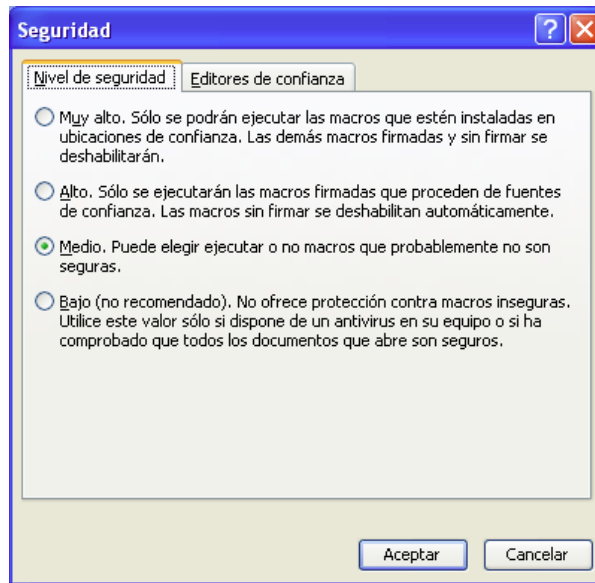 Seguridad
Nivel de seguridad
Editores de confianza
Muy alto. Sólo se podrán ejecutar las macros que estén instaladas en
ubicaciones de confianza. Las demás macros firmadas y sin firmar se
deshabilitarán.
Alto. Sólo se ejecutarán las macros firmadas que proceden de fuentes
de confianza. Las macros sin firmar se deshabilitan automáticamente.
Medio. Puede elegir ejecutar o no macros que probablemente no son
seguras.
Bajo (no recomendado). No ofrece protección contra macros inseguras.
Utilice este valor sólo si dispone de un antivirus en su equipo o si ha
comprobado que todos los documentos que abre son seguros.
Aceptar
Cancelar